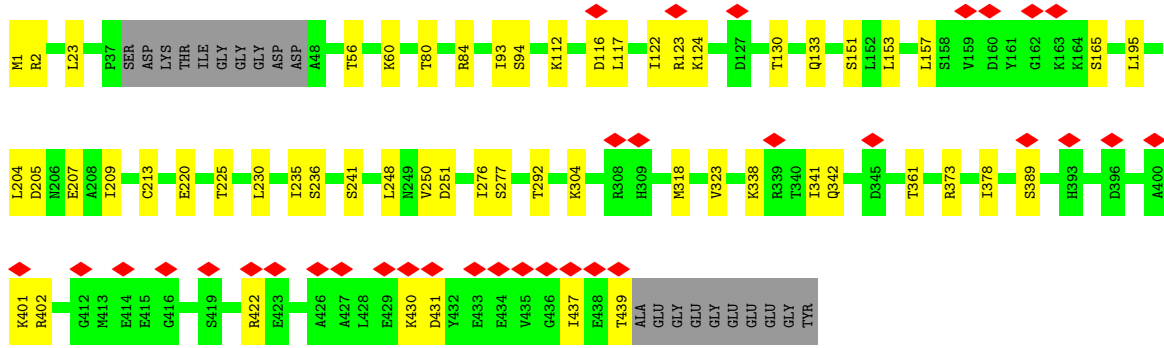 M1 R2 L23 P37 SER ASP LYS THR ILE GLY GLY GLY ASP ASP A48 T56 K60 T80 R84 I93 S94 K112 D116 L117 I122 R123 K124 D127 T130 Q133 S151 L152 L153 L157 S158 V159 D160 Y161 G162 K163 K164 S165 L195
L204 D205 N206 E207 A208 I209 C213 E220 T225 L230 I235 S236 S241 L248 N249 V250 D251 I276 S277 T292 K304 R308 H309 M318 V323 K338 R339 T340 I341 Q342 D345 T361 R373 I378 S389 H393 D396 A400
K401 R402 G412 M413 E414 E415 G416 S419 R422 E423 A426 A427 L428 E429 K430 D431 Y432 E433 E434 V435 G436 I437 E438 T439 ALA GLU GLY GLU GLY GLU GLU GLU GLY TYR